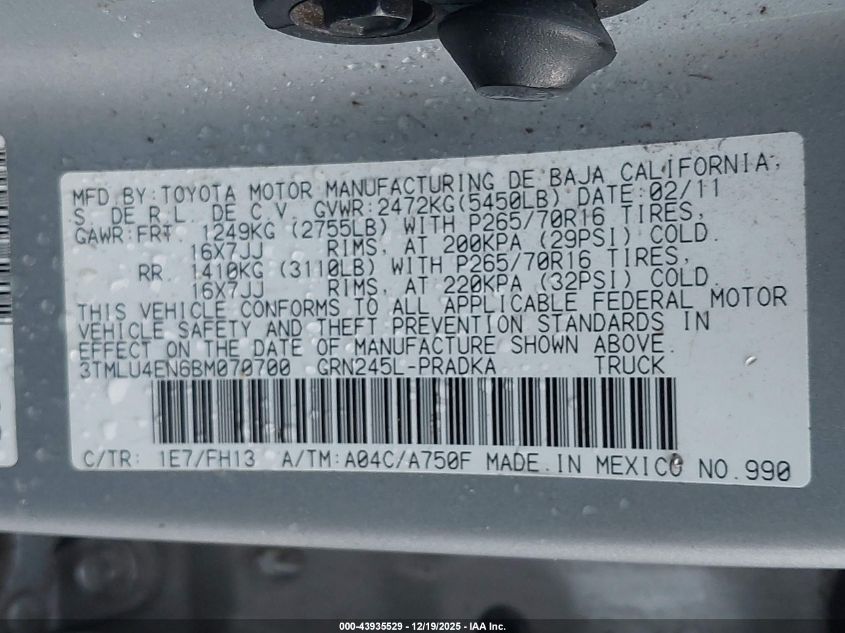 MFD.BY:TOYOTA MOTOR MANUFACTURING DE BAJA CALIFORNIA,
S. DE R.L. DE C.V. GVWR:2472KG(5450LB) DATE:02/11
GAWR:FRT. 1249KG (2755LB) WITH P265/70R16 TIRES,
16X7JJ RIMS, AT 200KPA (29PSI) COLD.
RR. 1410KG (3110LB) WITH P265/70R16 TIRES,
16X7JJ RIMS, AT 220KPA (32PSI) COLD.
THIS VEHICLE CONFORMS TO ALL APPLICABLE FEDERAL MOTOR
VEHICLE SAFETY AND THEFT PREVENTION STANDARDS IN
EFFECT ON THE DATE OF MANUFACTURE SHOWN ABOVE.
3TMLU4EN6BM070700 GRN245L-PRADKA TRUCK
C/TR: 1E7/FH13 A/TM:A04C/A750F MADE.IN MEXICO NO.990
000-43935529 - 12/19/2025 - IAA Inc.